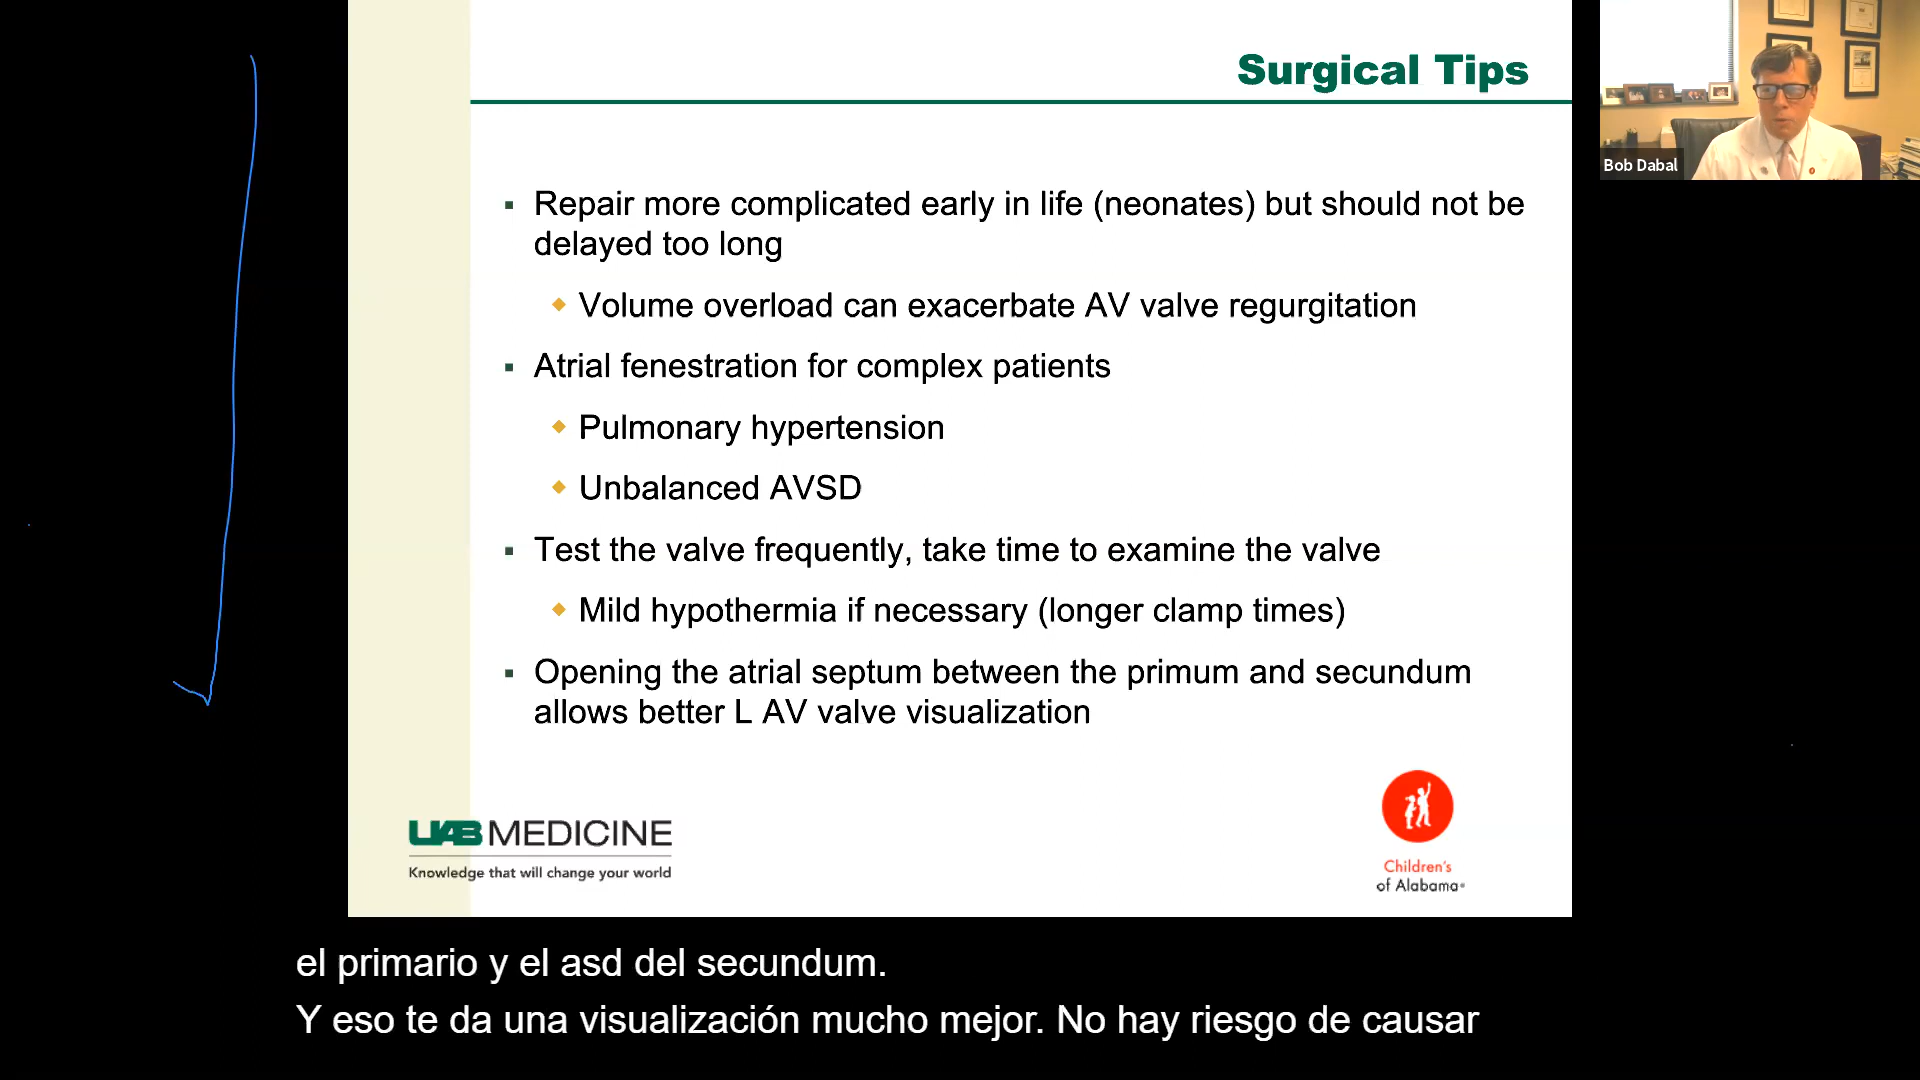 Surgical Tips
Bob Dabal
▪ Repair more complicated early in life (neonates) but should not be
delayed too long
◆ Volume overload can exacerbate AV valve regurgitation
▪ Atrial fenestration for complex patients
◆ Pulmonary hypertension
◆ Unbalanced AVSD
▪ Test the valve frequently, take time to examine the valve
◆ Mild hypothermia if necessary (longer clamp times)
▪ Opening the atrial septum between the primum and secundum
allows better L AV valve visualization
UAB MEDICINE
Knowledge that will change your world
Children's
of Alabama
el primario y el asd del secundum.
Y eso te da una visualización mucho mejor. No hay riesgo de causar